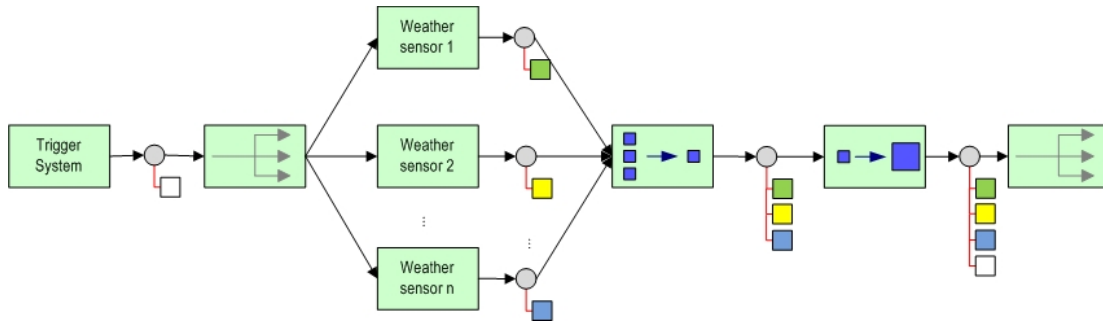 Weather
sensor 1
Trigger
System
Weather
sensor 2
Weather
sensor n